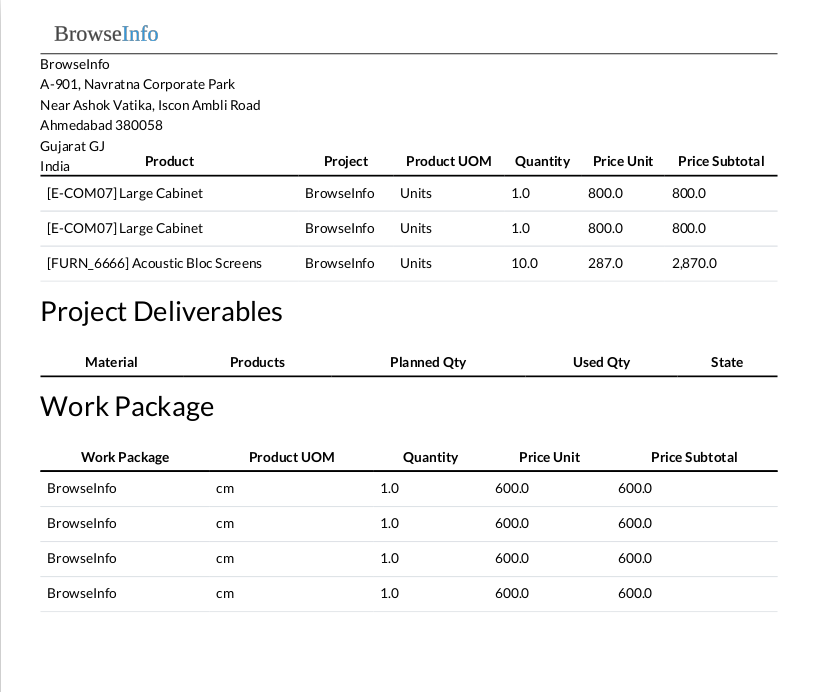 BrowseInfo
BrowseInfo
A-901, Navratna Corporate Park
Near Ashok Vatika, Iscon Ambli Road
Ahmedabad 380058
Gujarat GJ
India
Product Project Product UOM Quantity Price Unit Price Subtotal
[E-COM07] Large Cabinet BrowseInfo Units 1.0 800.0 800.0
[E-COM07] Large Cabinet BrowseInfo Units 1.0 800.0 800.0
[FURN_6666] Acoustic Bloc Screens BrowseInfo Units 10.0 287.0 2,870.0
Project Deliverables
Material Products Planned Qty Used Qty State
Work Package
Work Package Product UOM Quantity Price Unit Price Subtotal
BrowseInfo cm 1.0 600.0 600.0
BrowseInfo cm 1.0 600.0 600.0
BrowseInfo cm 1.0 600.0 600.0
BrowseInfo cm 1.0 600.0 600.0